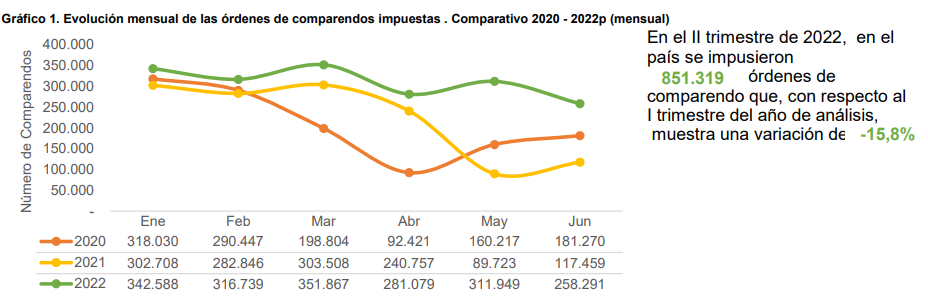 Gráfico 1. Evolución mensual de las órdenes de comparendos impuestas . Comparativo 2020 - 2022p (mensual)
En el II trimestre de 2022, en el
país se impusieron
851.319 órdenes de
comparendo que, con respecto al
I trimestre del año de análisis,
muestra una variación de -15,8%
Número de Comparendos
400.000
350.000
300.000
250.000
200.000
150.000
100.000
50.000
-
Ene Feb Mar Abr May Jun
2020 318.030 290.447 198.804 92.421 160.217 181.270
2021 302.708 282.846 303.508 240.757 89.723 117.459
2022 342.588 316.739 351.867 281.079 311.949 258.291